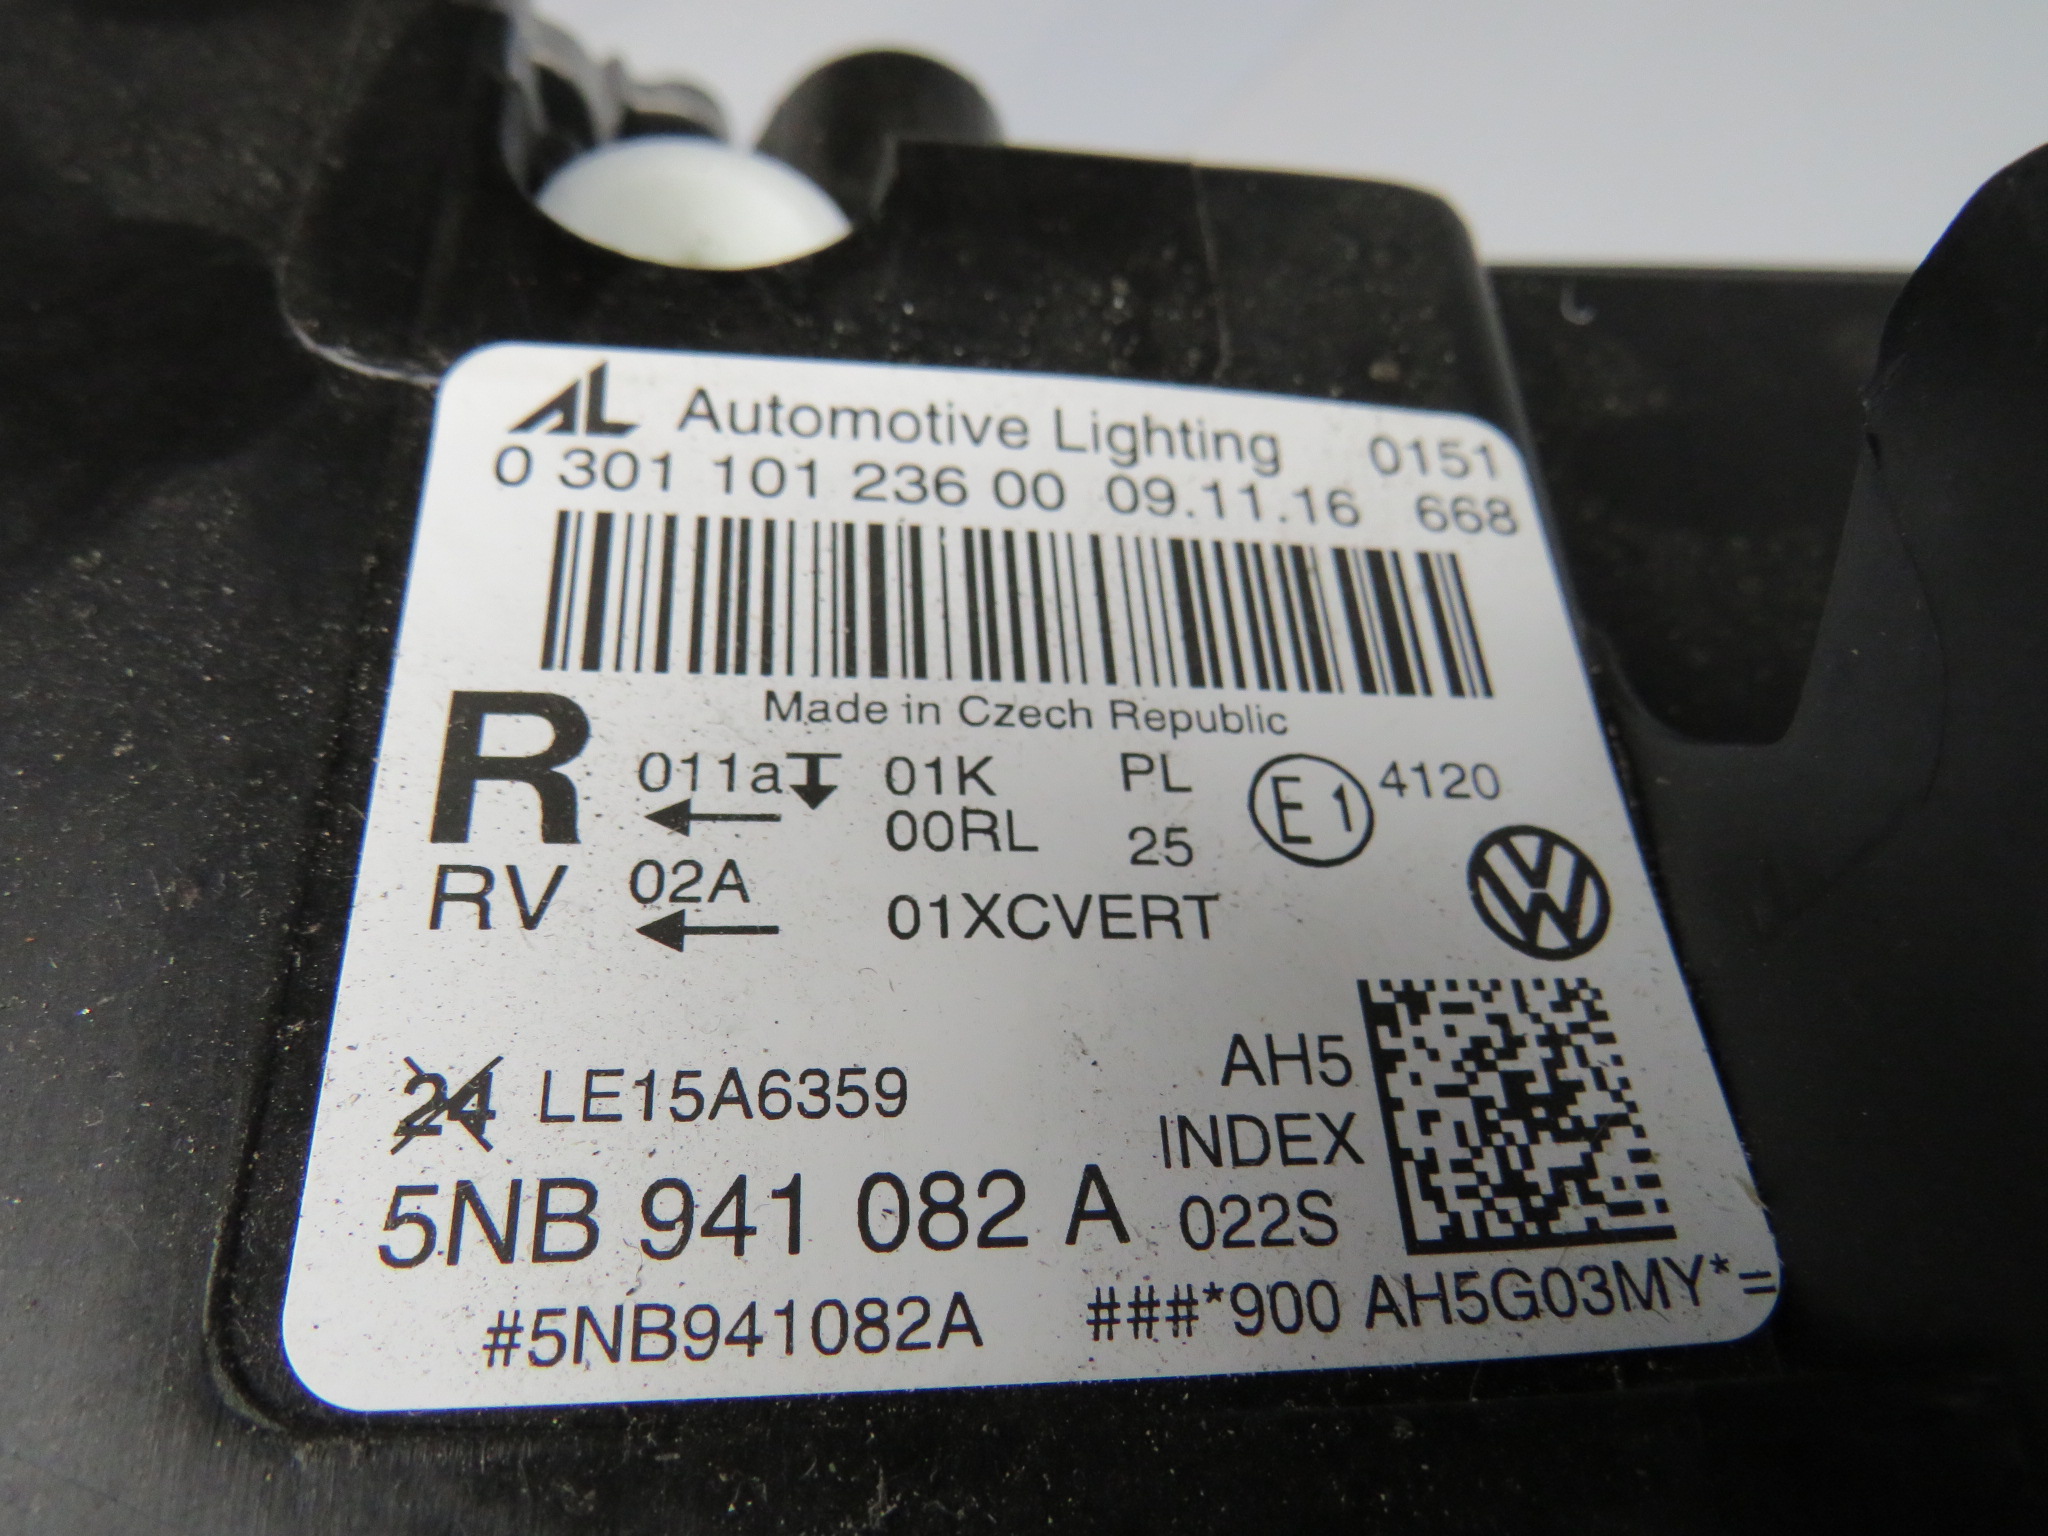 AL Automotive Lighting 0151
0 301 101 236 00 09.11.16 668
Made in Czech Republic
R 011a 01K PL E1 4120
00RL 25
RV 02A 01XCVERT
24 LE15A6359 AH5
INDEX
5NB 941 082 A 022S
#5NB941082A ###*900 AH5G03MY*=